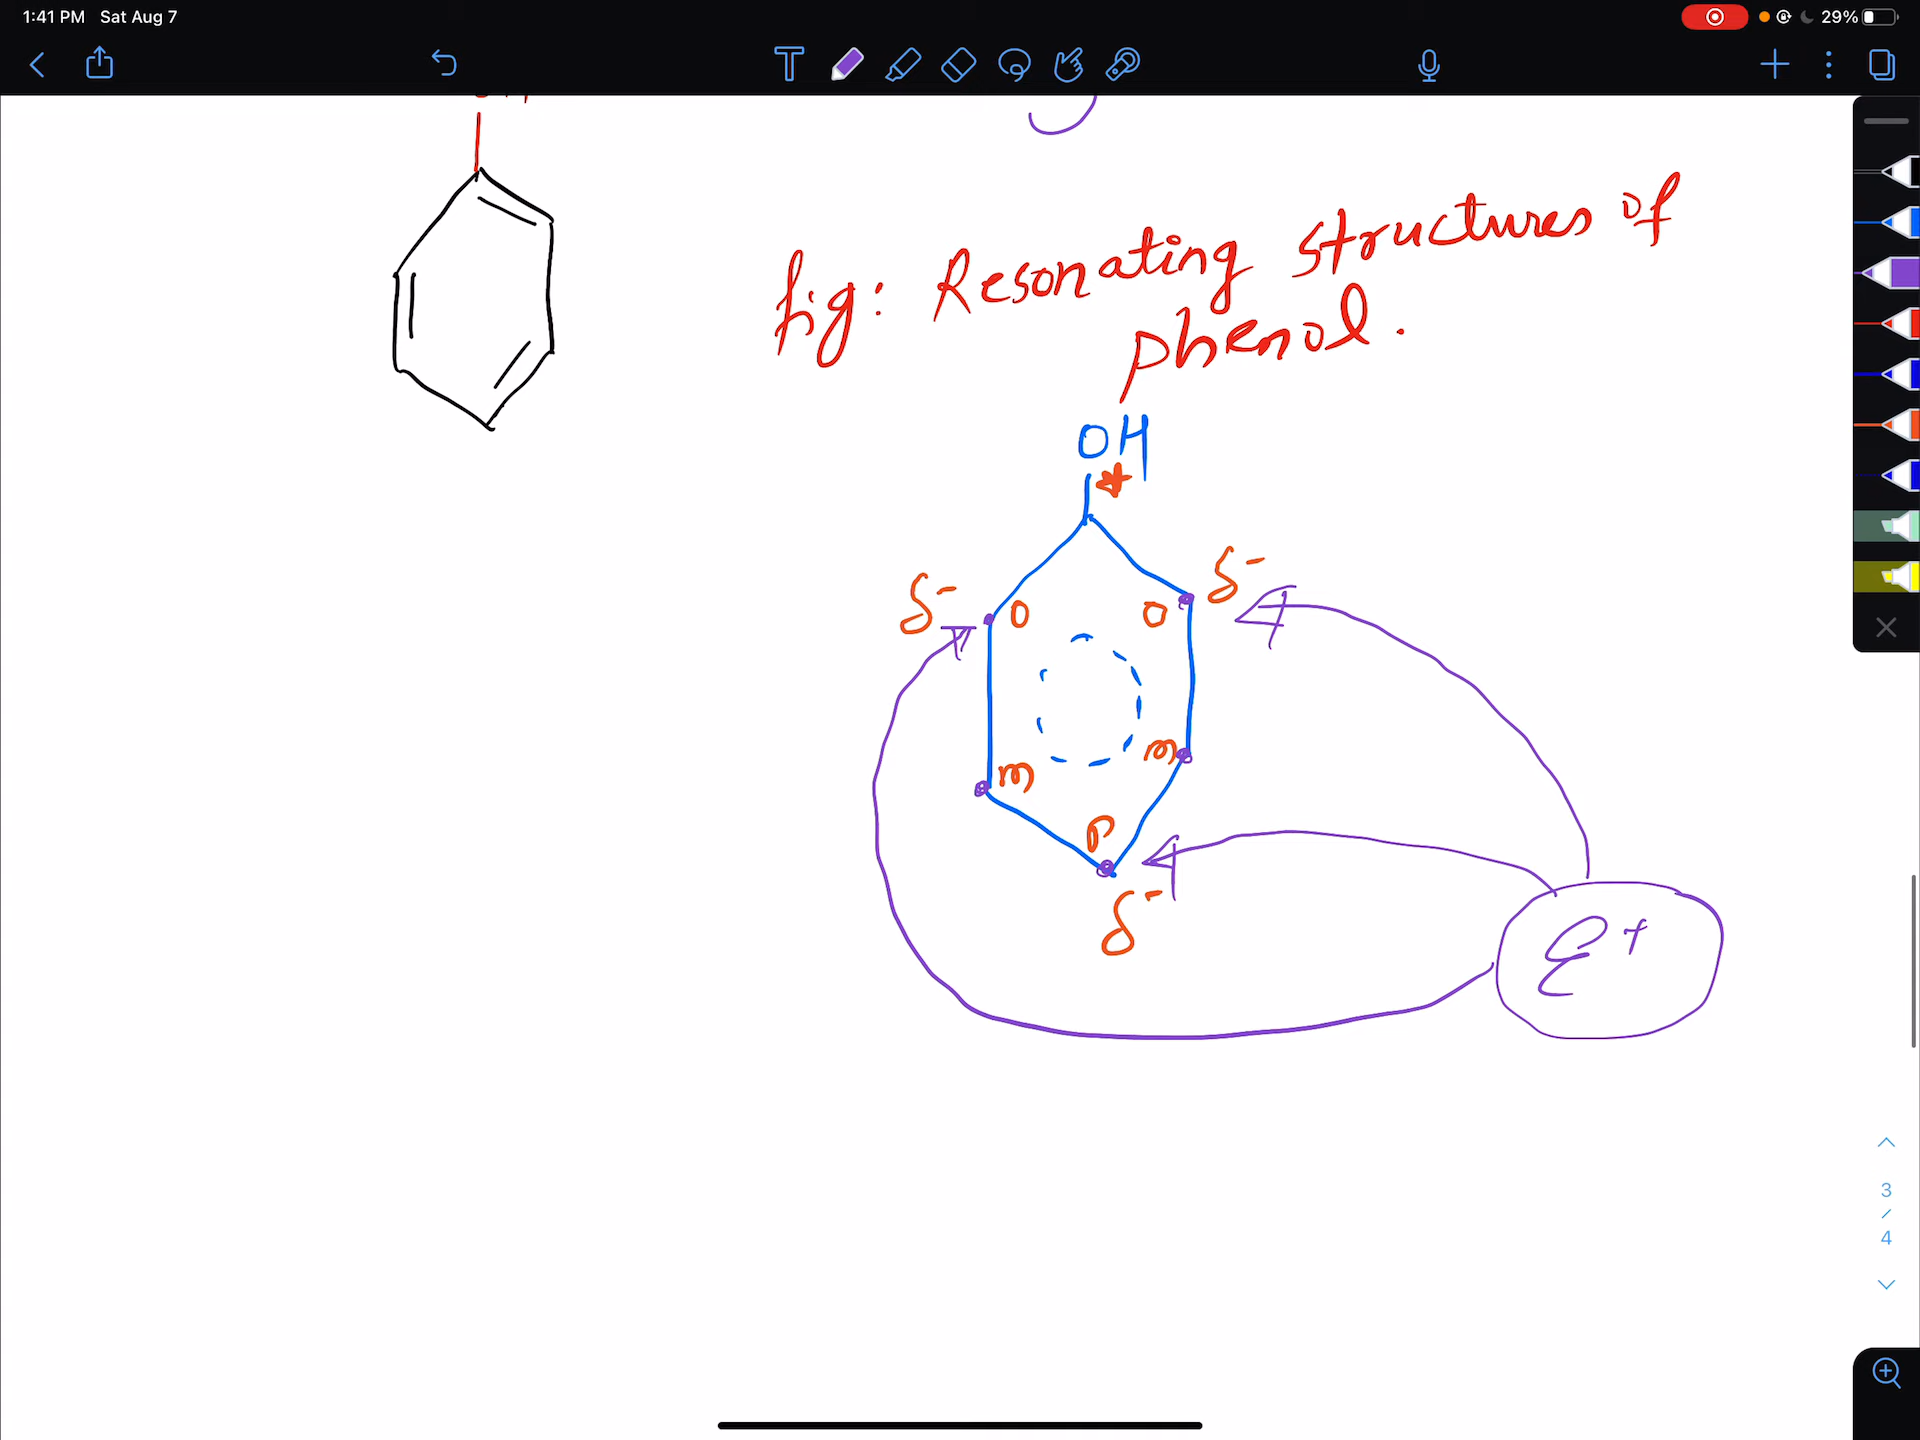 1:41 PM Sat Aug 7
29%
fig: Resonating structures of
phenol.
OH
δ-
δ-
O
O
m
m
P
δ-
E+
3
/
4